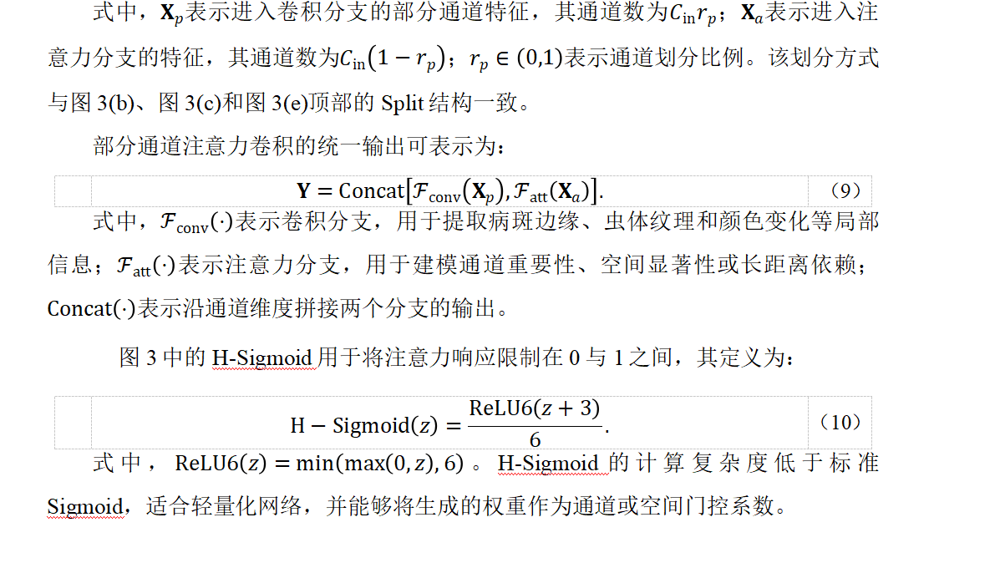 式中，𝐗ₚ表示进入卷积分支的部分通道特征，其通道数为𝐶ᵢₙ𝑟ₚ；𝐗ₐ表示进入注
意力分支的特征，其通道数为𝐶ᵢₙ(1 − 𝑟ₚ)；𝑟ₚ ∈ (0,1)表示通道划分比例。该划分方式
与图 3(b)、图 3(c)和图 3(e)顶部的 Split 结构一致。
部分通道注意力卷积的统一输出可表示为：
𝐘 = Concat[ℱ_conv(𝐗ₚ), ℱ_att(𝐗ₐ)]. （9）
式中，ℱ_conv(·)表示卷积分支，用于提取病斑边缘、虫体纹理和颜色变化等局部
信息；ℱ_att(·)表示注意力分支，用于建模通道重要性、空间显著性或长距离依赖；
Concat(·)表示沿通道维度拼接两个分支的输出。
图 3 中的 H-Sigmoid 用于将注意力响应限制在 0 与 1 之间，其定义为：
H − Sigmoid(𝑧) = ReLU6(𝑧 + 3) / 6 . （10）
式中，ReLU6(𝑧) = min(max(0, 𝑧), 6)。H-Sigmoid 的计算复杂度低于标准
Sigmoid，适合轻量化网络，并能够将生成的权重作为通道或空间门控系数。